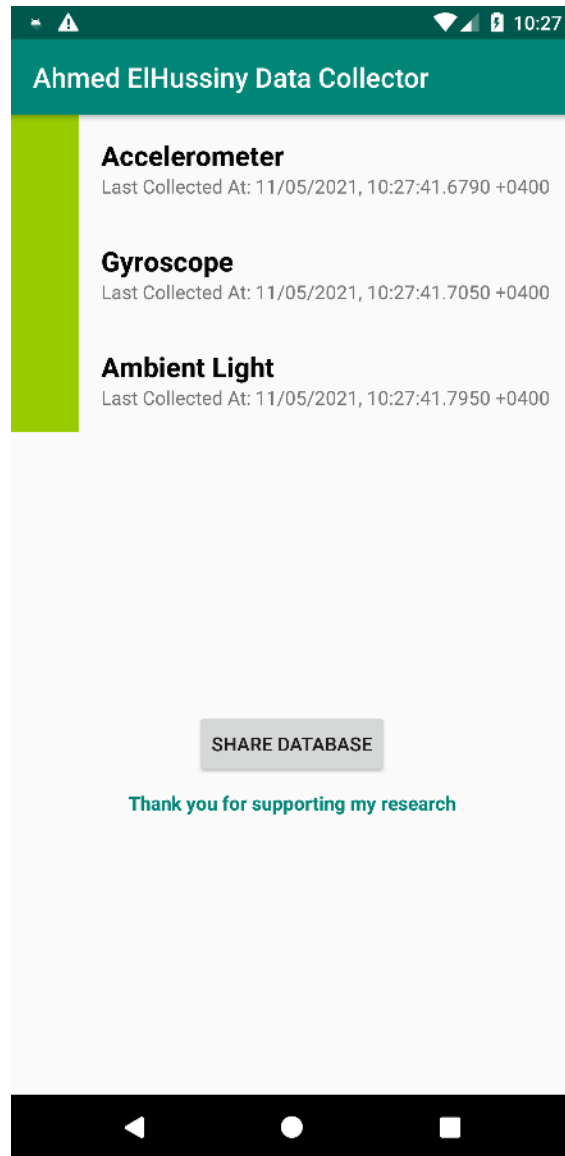 10:27
Ahmed ElHussiny Data Collector
Accelerometer
Last Collected At: 11/05/2021, 10:27:41.6790 +0400
Gyroscope
Last Collected At: 11/05/2021, 10:27:41.7050 +0400
Ambient Light
Last Collected At: 11/05/2021, 10:27:41.7950 +0400
SHARE DATABASE
Thank you for supporting my research